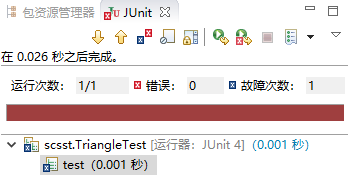 包资源管理器 JUnit
在 0.026 秒之后完成。
运行次数： 1/1 错误： 0 故障次数： 1
scsst.TriangleTest [运行器：JUnit 4] (0.001 秒)
test (0.001 秒)